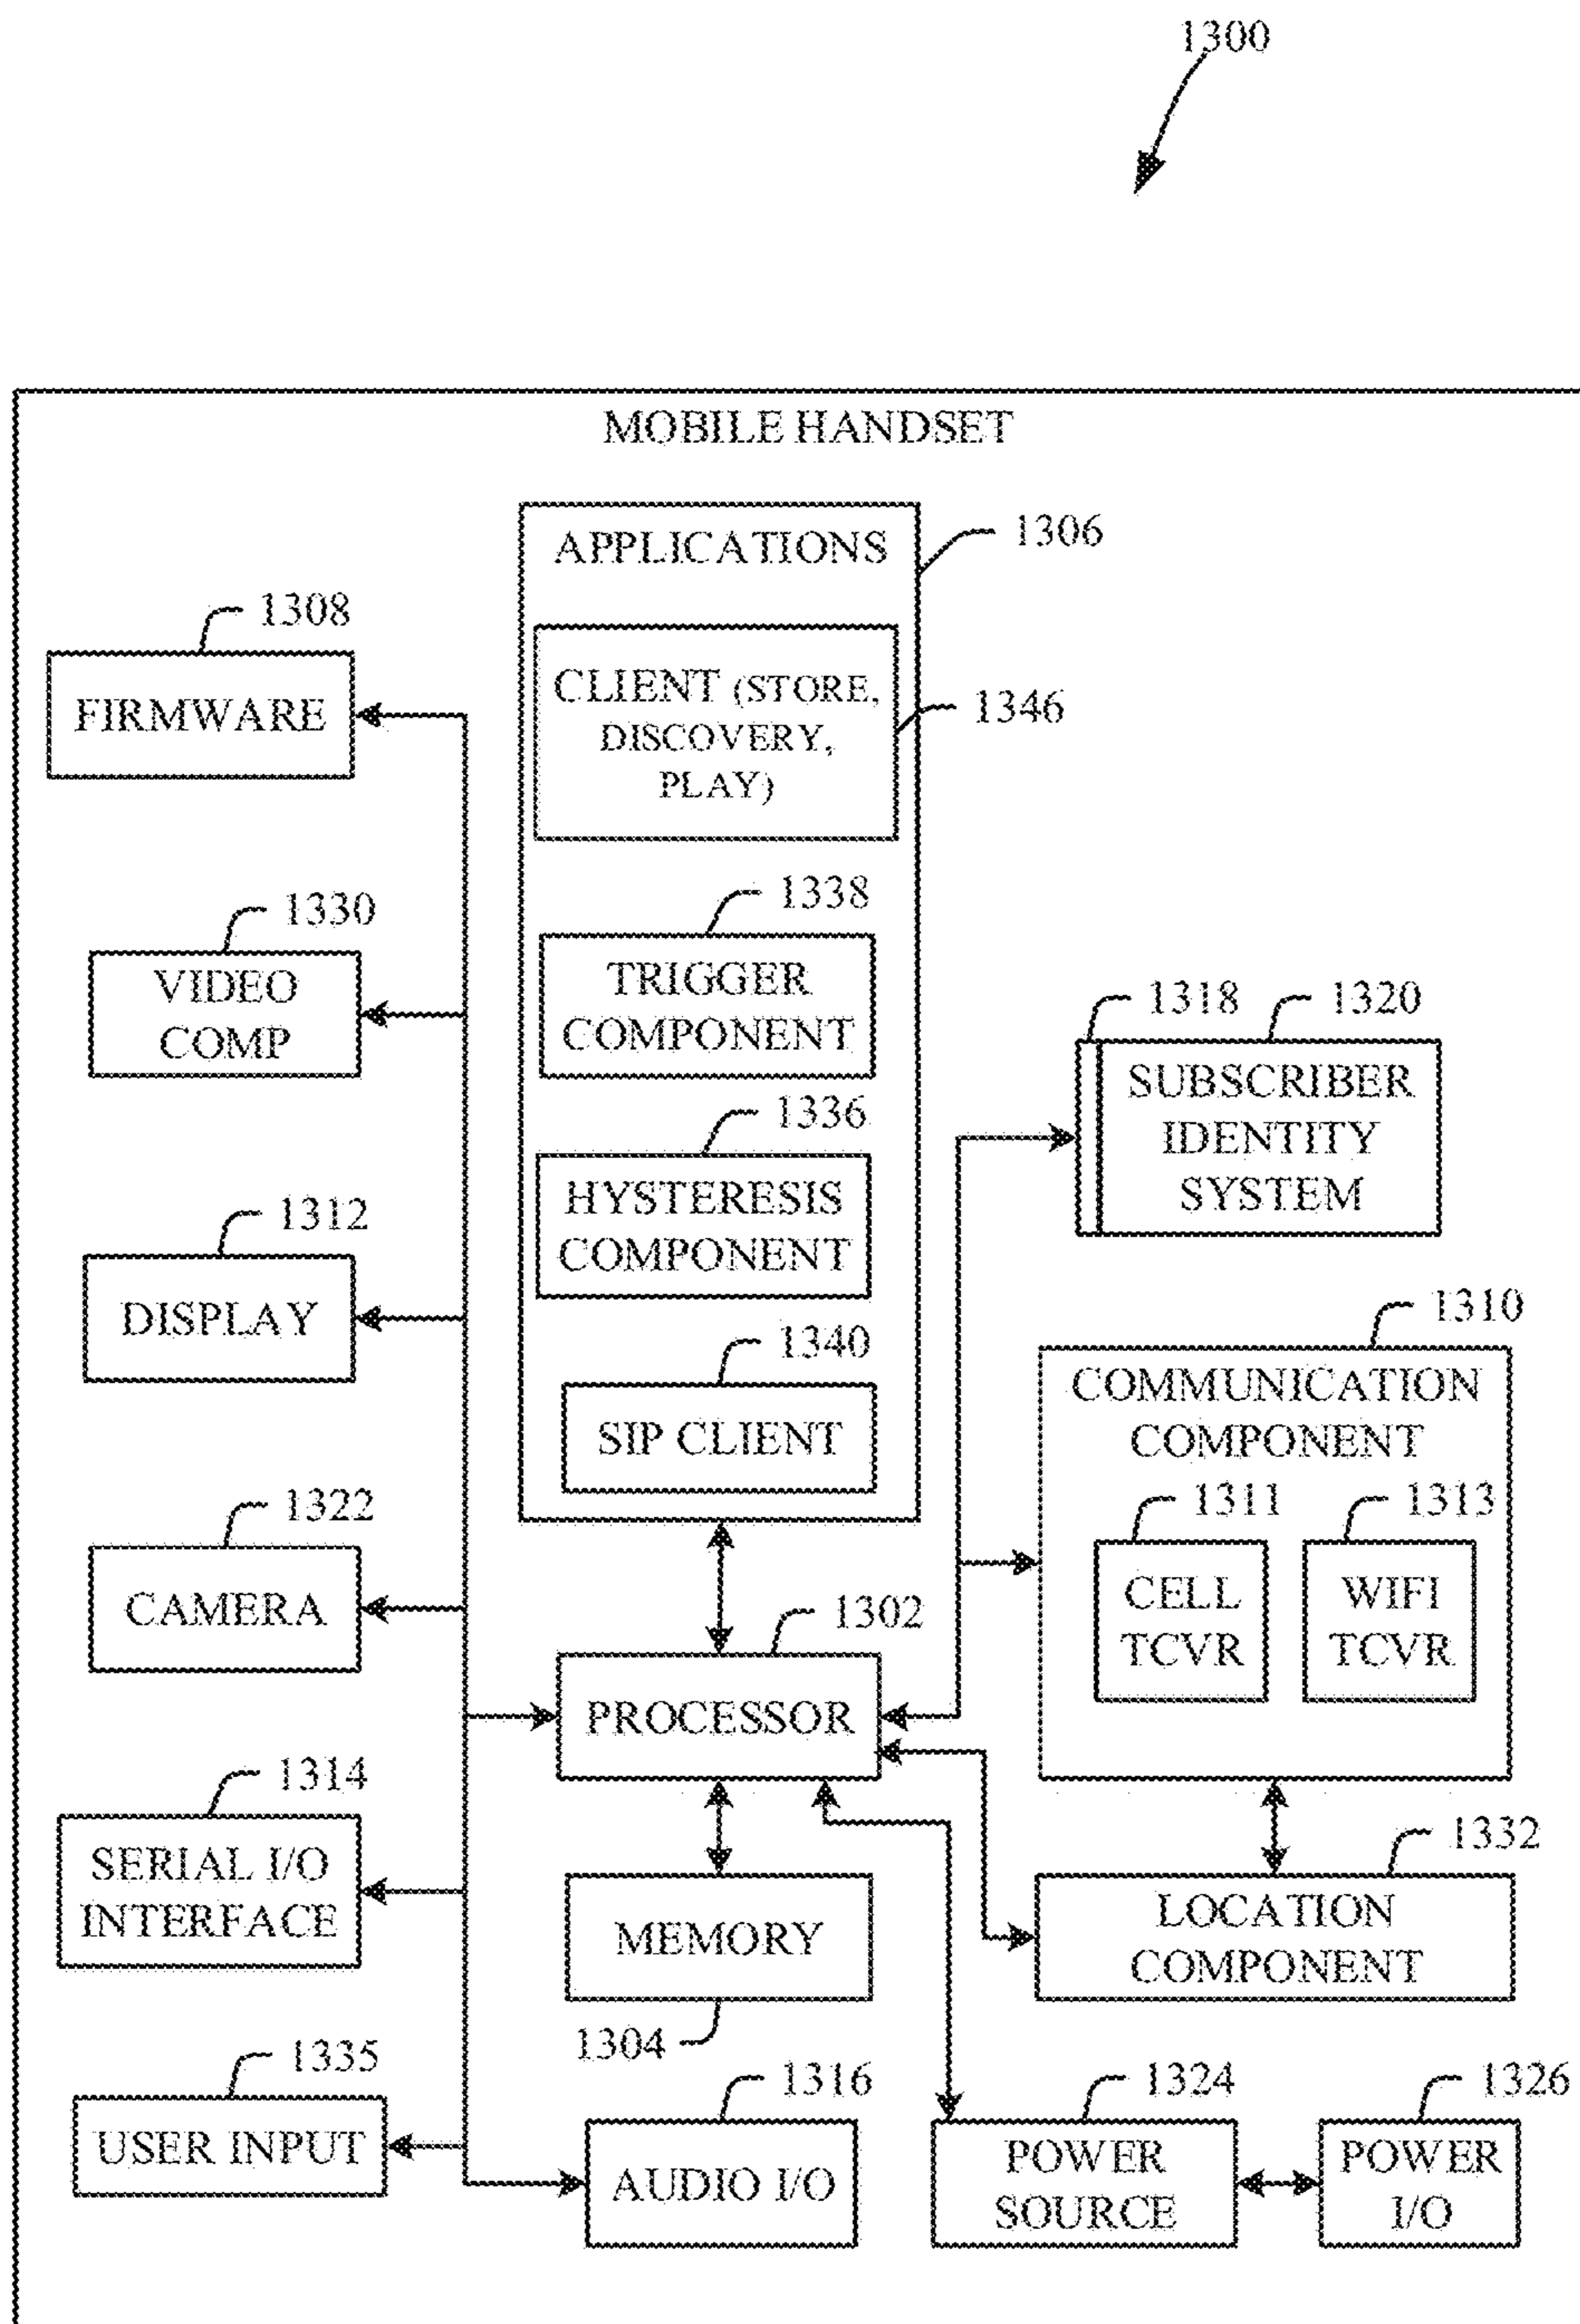 1300
MOBILE HANDSET
APPLICATIONS
1306
1308
FIRMWARE
CLIENT (STORE,
DISCOVERY,
PLAY)
1346
1330
VIDEO
COMP
1338
TRIGGER
COMPONENT
1318
1320
SUBSCRIBER
IDENTITY
SYSTEM
1336
HYSTERESIS
COMPONENT
1312
DISPLAY
1340
SIP CLIENT
1310
COMMUNICATION
COMPONENT
1311
CELL
TCVR
1313
WIFI
TCVR
1322
CAMERA
1302
PROCESSOR
1314
SERIAL I/O
INTERFACE
MEMORY
1304
1332
LOCATION
COMPONENT
1335
USER INPUT
1316
AUDIO I/O
1324
POWER
SOURCE
1326
POWER
I/O